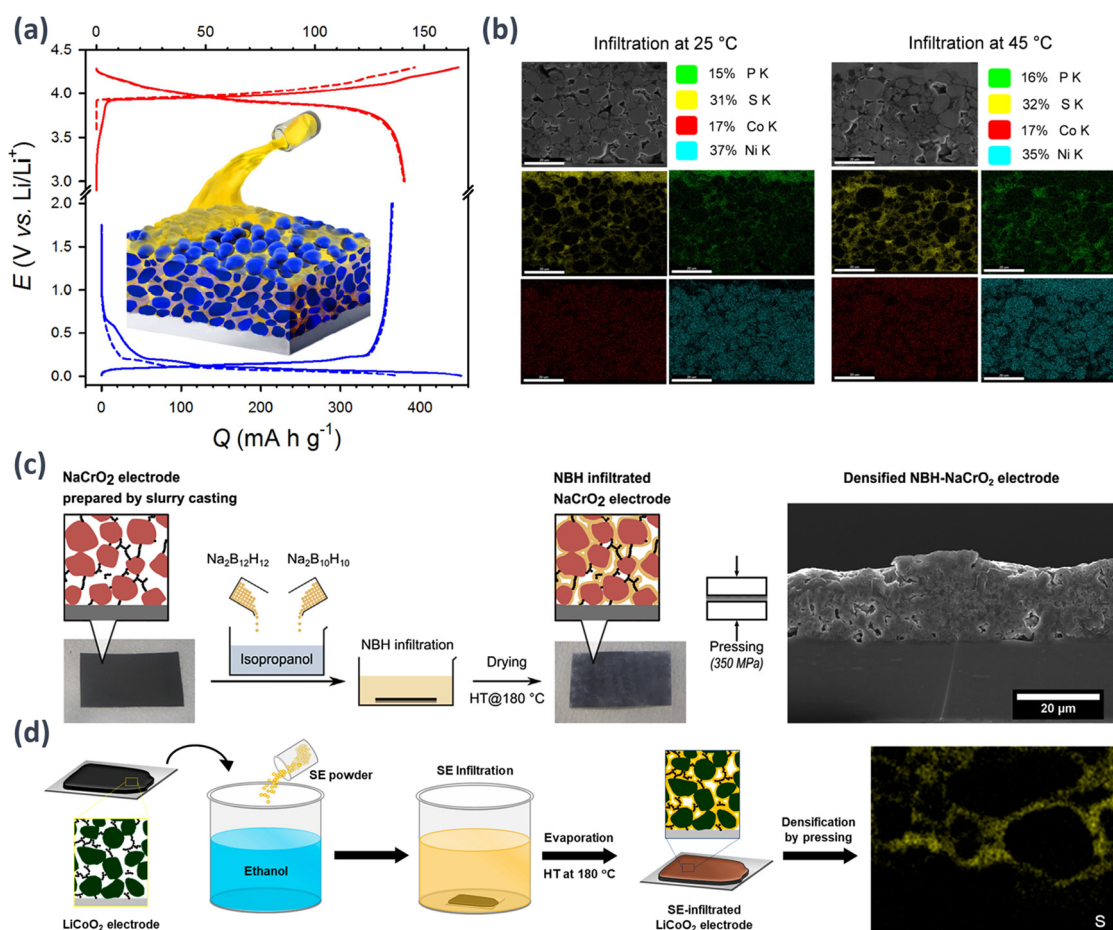 (a)
0 50 100 150
4.5
4.0
3.5
3.0
2.0
1.5
1.0
0.5
0.0
E (V vs. Li/Li⁺)
0 100 200 300 400
Q (mA h g⁻¹)
(b)
Infiltration at 25 °C
15% P K
31% S K
17% Co K
37% Ni K
Infiltration at 45 °C
16% P K
32% S K
17% Co K
35% Ni K
(c)
NaCrO₂ electrode
prepared by slurry casting
Na₂B₁₂H₁₂
Na₂B₁₀H₁₀
Isopropanol
NBH infiltration
Drying
HT@180 °C
NBH infiltrated
NaCrO₂ electrode
Pressing
(350 MPa)
Densified NBH-NaCrO₂ electrode
20 µm
(d)
LiCoO₂ electrode
SE powder
Ethanol
SE Infiltration
Evaporation
HT at 180 °C
SE-infiltrated
LiCoO₂ electrode
Densification
by pressing
S